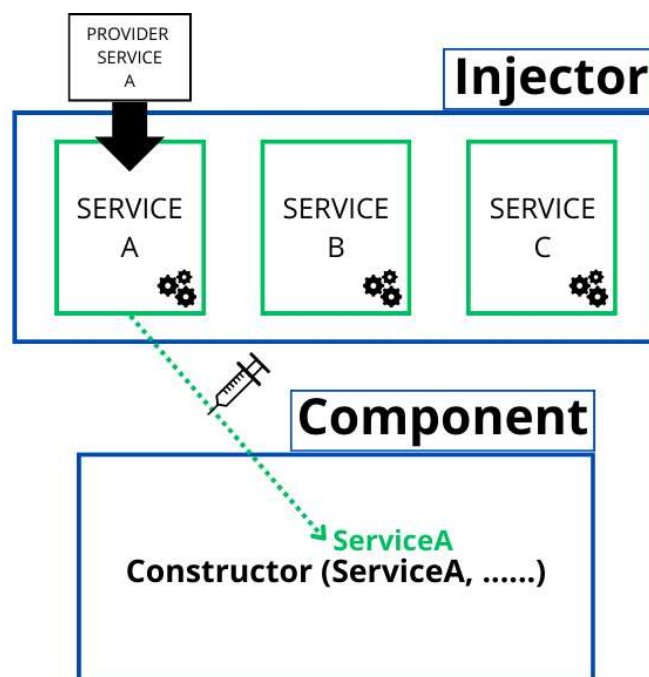 PROVIDER
SERVICE
A
Injector
SERVICE
A
SERVICE
B
SERVICE
C
Component
ServiceA
Constructor (ServiceA, ......)